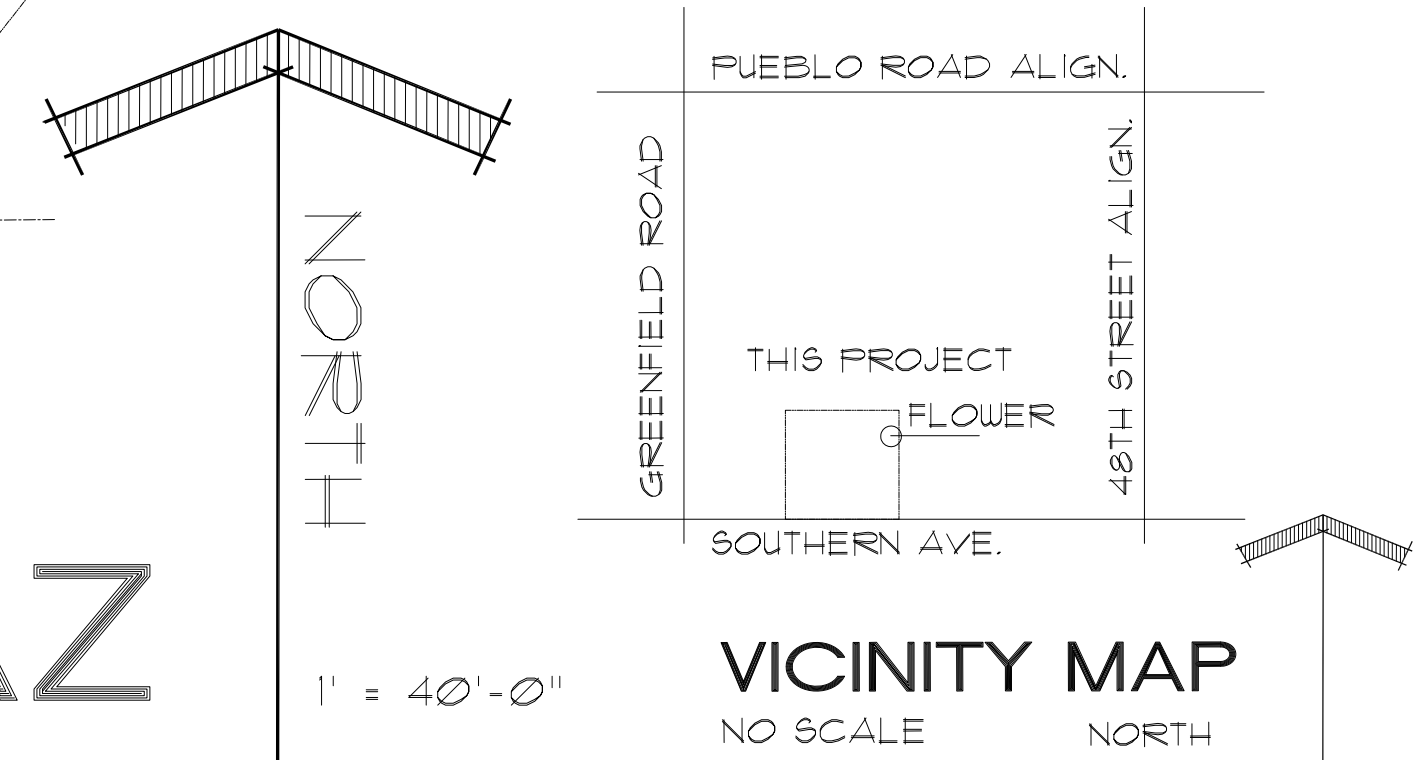 PUEBLO ROAD ALIGN.
GREENFIELD ROAD
48TH STREET ALIGN.
NORTH
THIS PROJECT
FLOWER
SOUTHERN AVE.
AZ
1' = 40'-0"
VICINITY MAP
NO SCALE
NORTH